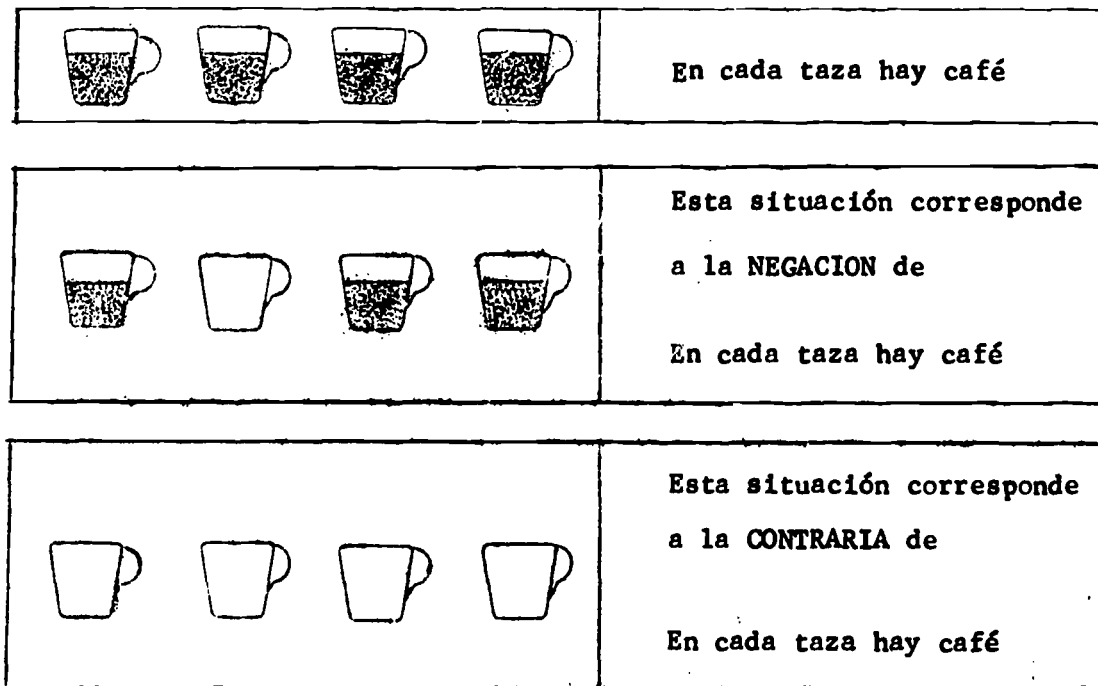 En cada taza hay café
Esta situación corresponde
a la NEGACION de
En cada taza hay café
Esta situación corresponde
a la CONTRARIA de
En cada taza hay café